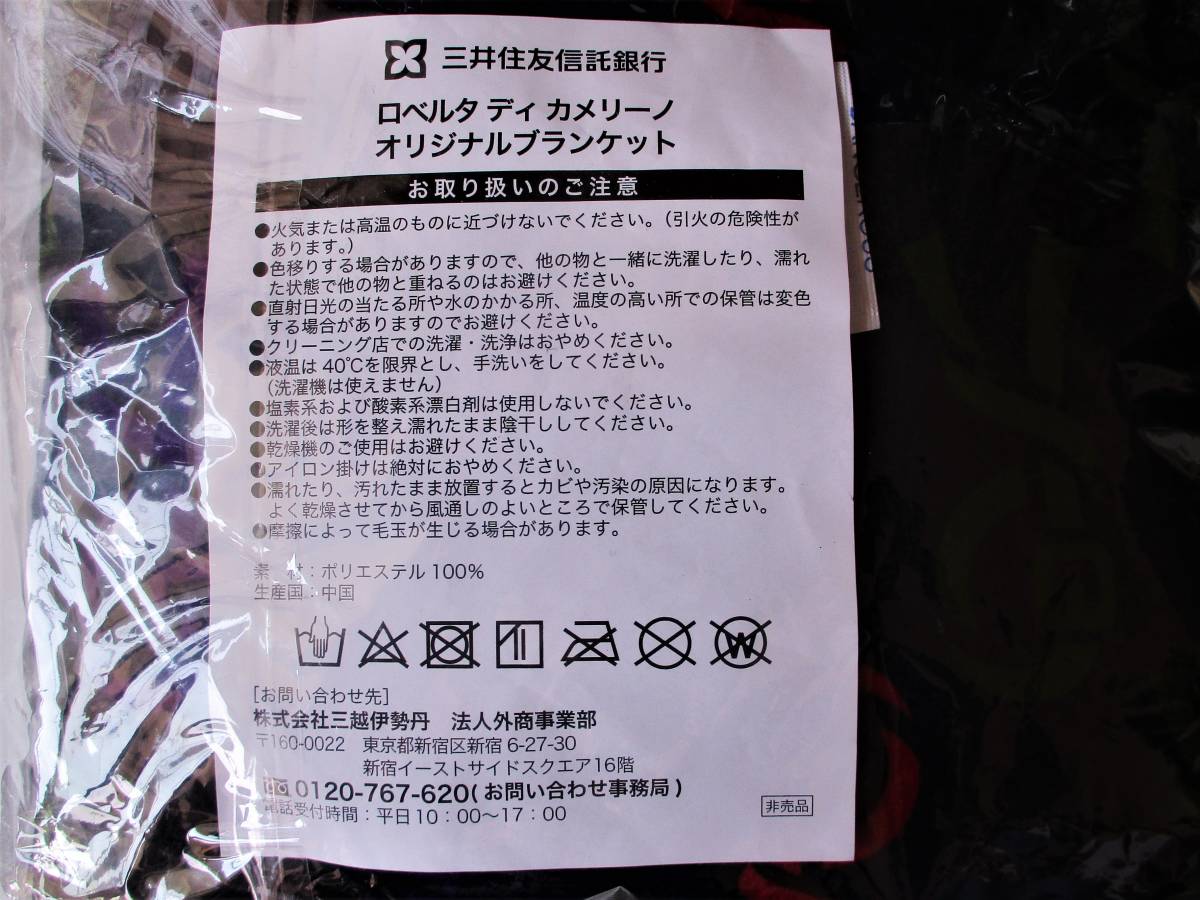 三井住友信託銀行
ロベルタ ディ カメリーノ
オリジナルブランケット
お取り扱いのご注意
●火気または高温のものに近づけないでください。(引火の危険性が
あります。)
●色移りする場合がありますので、他の物と一緒に洗濯したり、濡れ
た状態で他の物と重ねるのはお避けください。
●直射日光の当たる所や水のかかる所、温度の高い所での保管は変色
する場合がありますのでお避けください。
●クリーニング店での洗濯・洗浄はおやめください。
●液温は 40℃を限界とし、手洗いをしてください。
(洗濯機は使えません)
●塩素系および酸素系漂白剤は使用しないでください。
●洗濯後は形を整え濡れたまま陰干ししてください。
●乾燥機のご使用はお避けください。
●アイロン掛けは絶対におやめください。
●濡れたり、汚れたまま放置するとカビや汚染の原因になります。
よく乾燥させてから風通しのよいところで保管してください。
●摩擦によって毛玉が生じる場合があります。
素 材:ポリエステル 100%
生産国:中国
W
[お問い合わせ先]
株式会社三越伊勢丹 法人外商事業部
〒160-0022 東京都新宿区新宿 6-27-30
新宿イーストサイドスクエア16階
0120-767-620(お問い合わせ事務局)
電話受付時間:平日10:00〜17:00
非売品